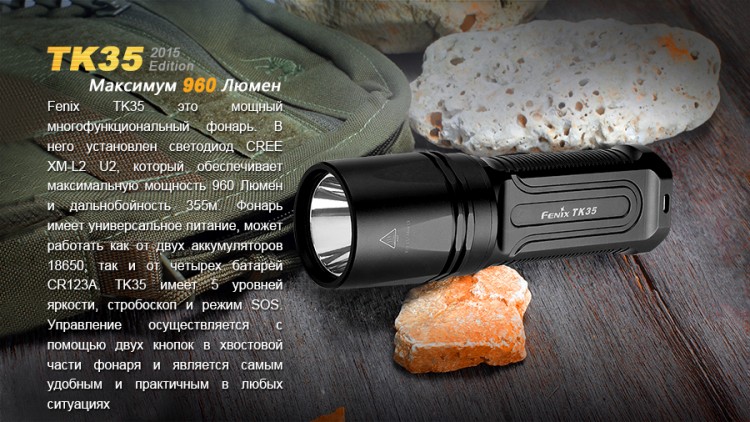 TK35 2015
Edition
Максимум 960 Люмен
Fenix TK35 это мощный
многофункциональный фонарь. В
него установлен светодиод CREE
XM-L2 U2, который обеспечивает
максимальную мощность 960 Люмен
и дальнобойность 355м. Фонарь
имеет универсальное питание, может
работать как от двух аккумуляторов
18650, так и от четырех батарей
CR123A. TK35 имеет 5 уровней
яркости, стробоскоп и режим SOS.
Управление осуществляется с
помощью двух кнопок в хвостовой
части фонаря и является самым
удобным и практичным в любых
ситуациях
FENIX TK35